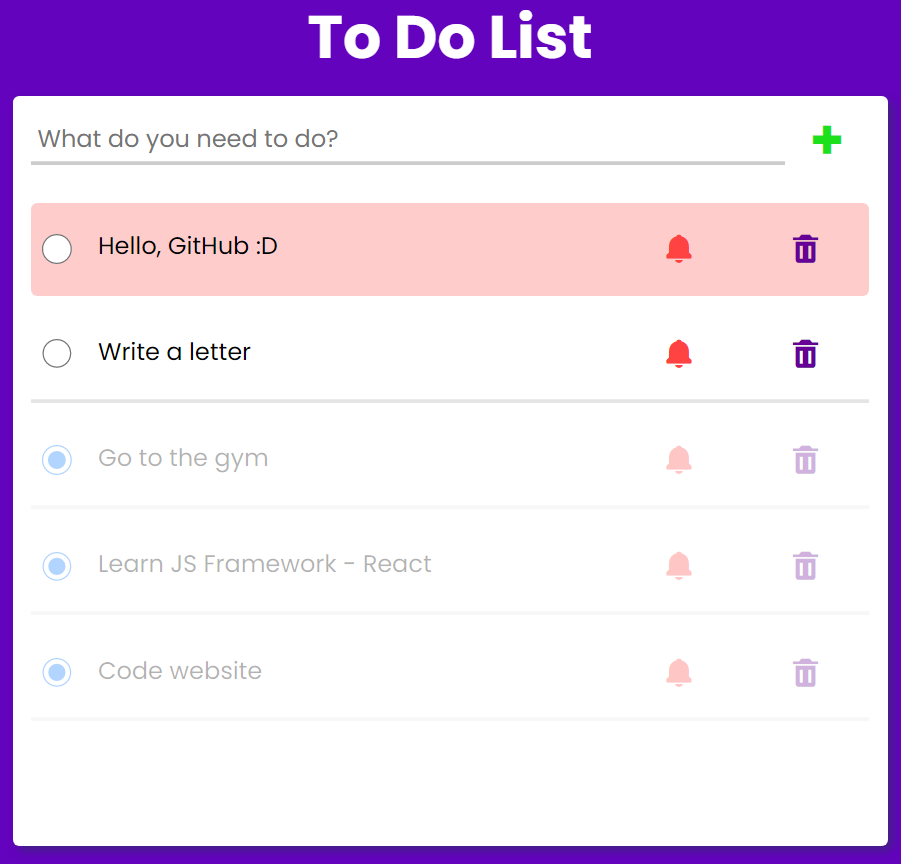 To Do List
What do you need to do?
Hello, GitHub :D
Write a letter
Go to the gym
Learn JS Framework - React
Code website